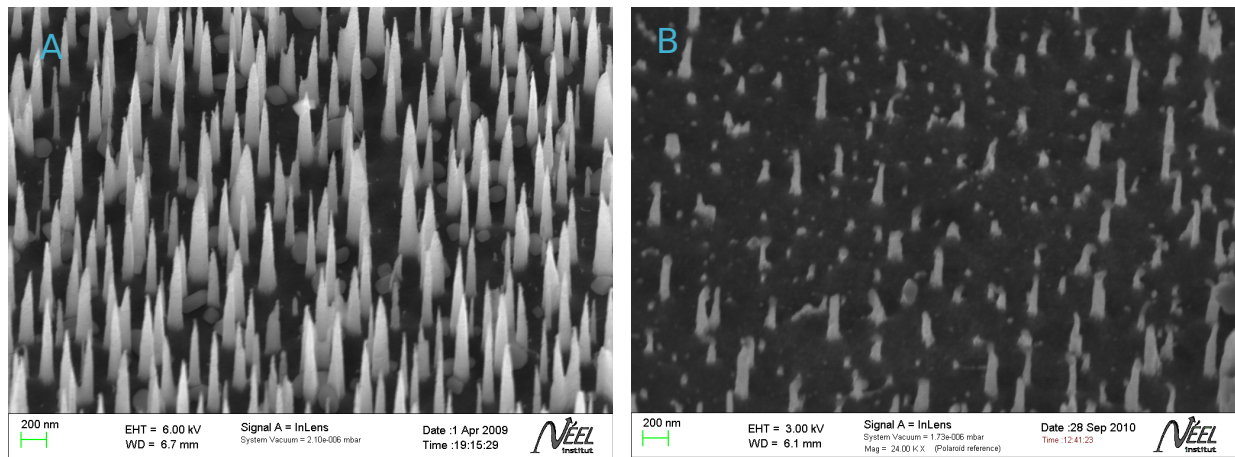 A
200 nm
EHT = 6.00 kV
WD = 6.7 mm
Signal A = InLens
System Vacuum = 2.10e-006 mbar
Date :1 Apr 2009
Time :19:15:29
NÉEL
institut
B
200 nm
EHT = 3.00 kV
WD = 6.1 mm
Signal A = InLens
System Vacuum = 1.73e-006 mbar
Mag = 24.00 K X (Polaroid reference)
Date :28 Sep 2010
Time :12:41:23
NÉEL
institut